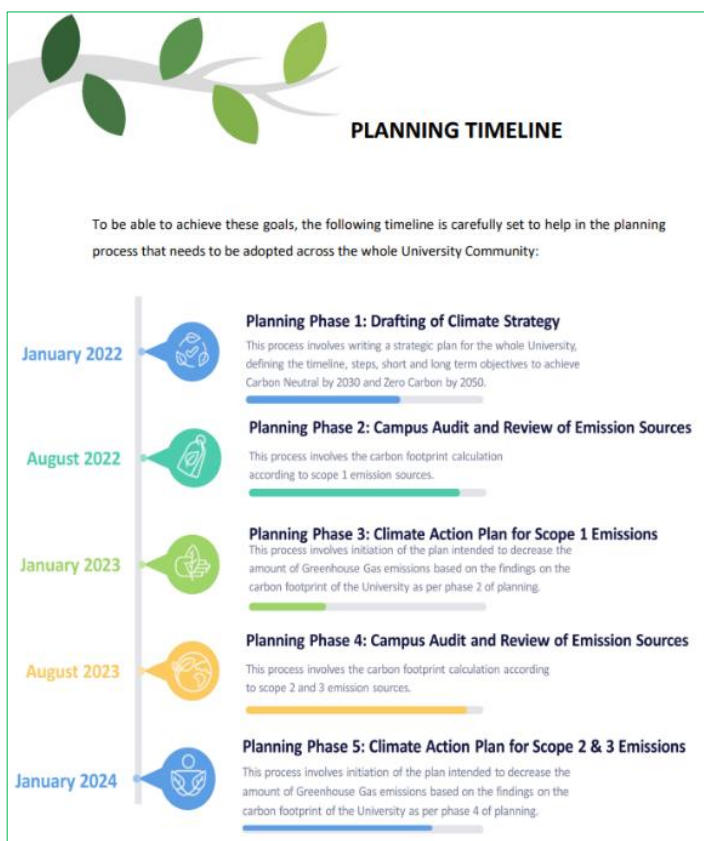 PLANNING TIMELINE
To be able to achieve these goals, the following timeline is carefully set to help in the planning
process that needs to be adopted across the whole University Community:
January 2022
Planning Phase 1: Drafting of Climate Strategy
This process involves writing a strategic plan for the whole University,
defining the timeline, steps, short and long term objectives to achieve
Carbon Neutral by 2030 and Zero Carbon by 2050.
August 2022
Planning Phase 2: Campus Audit and Review of Emission Sources
This process involves the carbon footprint calculation
according to scope 1 emission sources.
January 2023
Planning Phase 3: Climate Action Plan for Scope 1 Emissions
This process involves initiation of the plan intended to decrease the
amount of Greenhouse Gas emissions based on the findings on the
carbon footprint of the University as per phase 2 of planning.
August 2023
Planning Phase 4: Campus Audit and Review of Emission Sources
This process involves the carbon footprint calculation according
to scope 2 and 3 emission sources.
January 2024
Planning Phase 5: Climate Action Plan for Scope 2 & 3 Emissions
This process involves initiation of the plan intended to decrease the
amount of Greenhouse Gas emissions based on the findings on the
carbon footprint of the University as per phase 4 of planning.